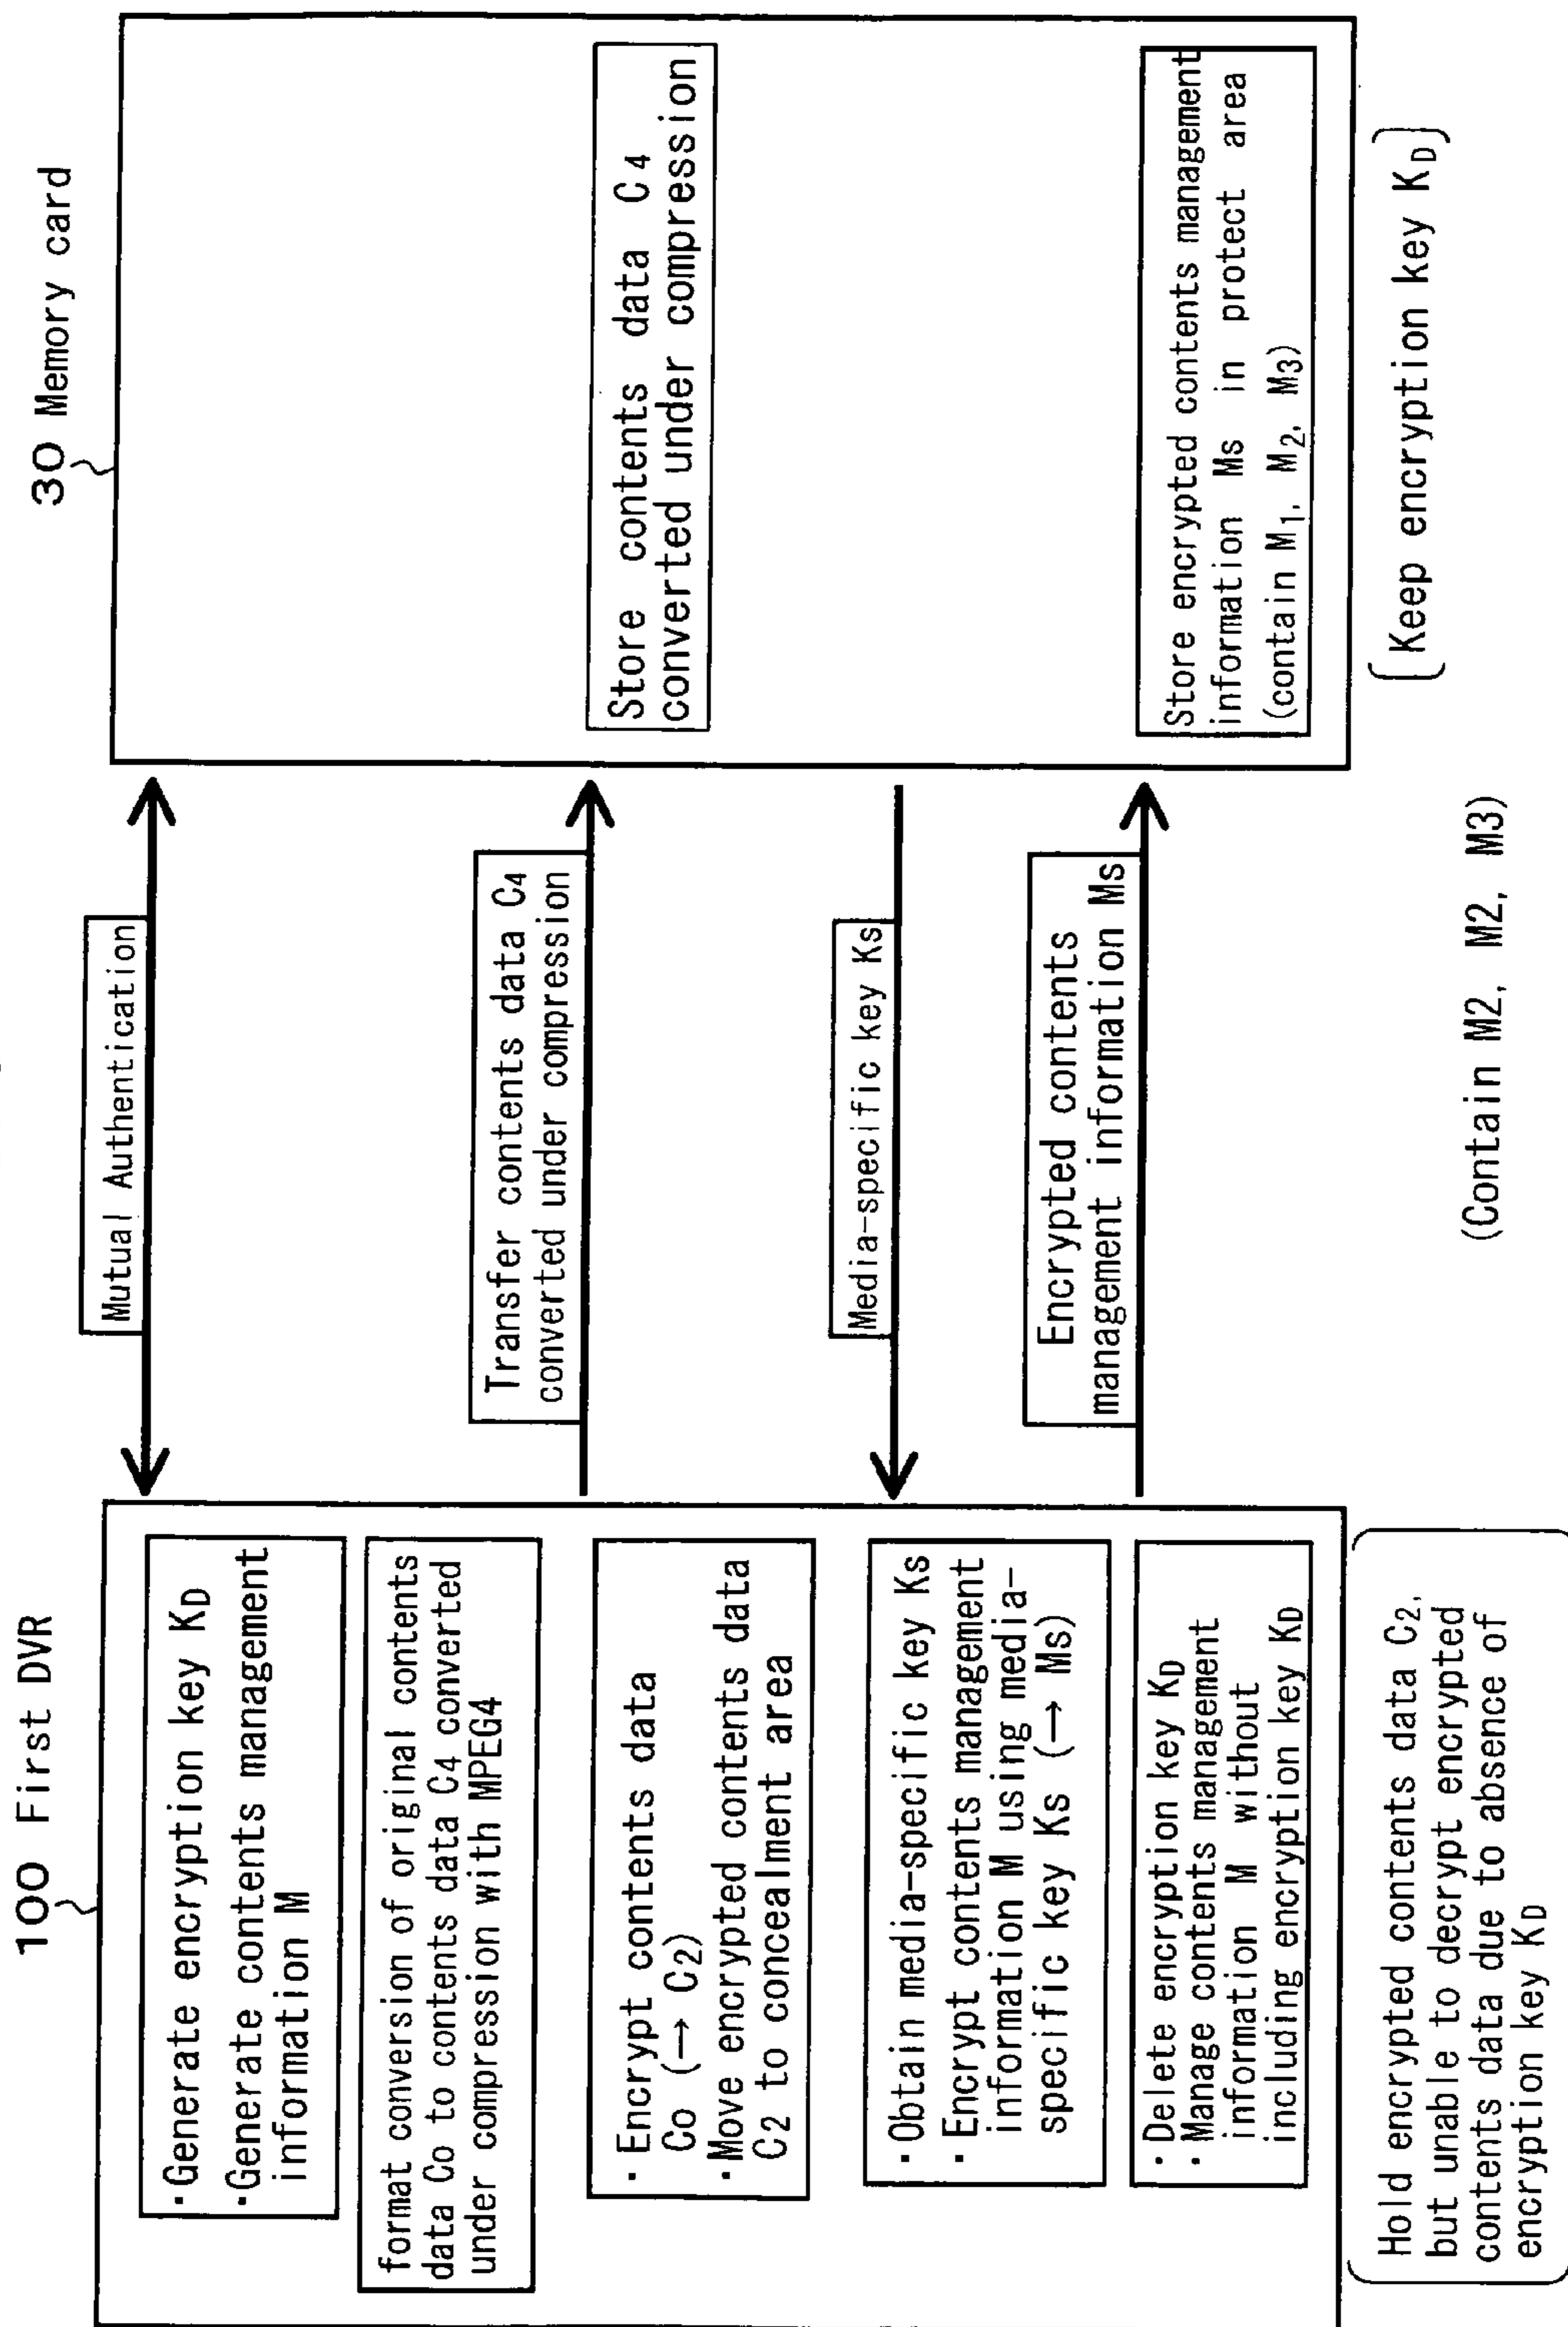 100 First DVR
30 Memory card
Mutual Authentication
・Generate encryption key KD
・Generate contents management
information M
format conversion of original contents
data Co to contents data C4 converted
under compression with MPEG4
Transfer contents data C4
converted under compression
Store contents data C4
converted under compression
・Encrypt contents data
Co (→ C2)
・Move encrypted contents data
C2 to concealment area
Media-specific key Ks
・Obtain media-specific key Ks
・Encrypt contents management
information M using media-
specific key Ks (→ Ms)
Encrypted contents
management information Ms
・Delete encryption key KD
・Manage contents management
information M without
including encryption key KD
Store encrypted contents management
information Ms in protect area
(contain M1, M2, M3)
Hold encrypted contents data C2,
but unable to decrypt encrypted
contents data due to absence of
encryption key KD
(Contain M2, M2, M3)
[Keep encryption key KD]